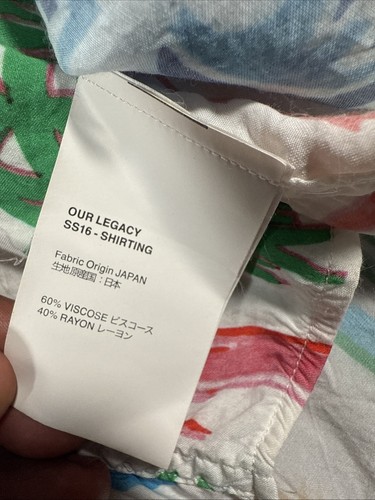 OUR LEGACY
SS16 - SHIRTING
Fabric Origin JAPAN
生地原産国：日本
60% VISCOSE ビスコース
40% RAYON レーヨン